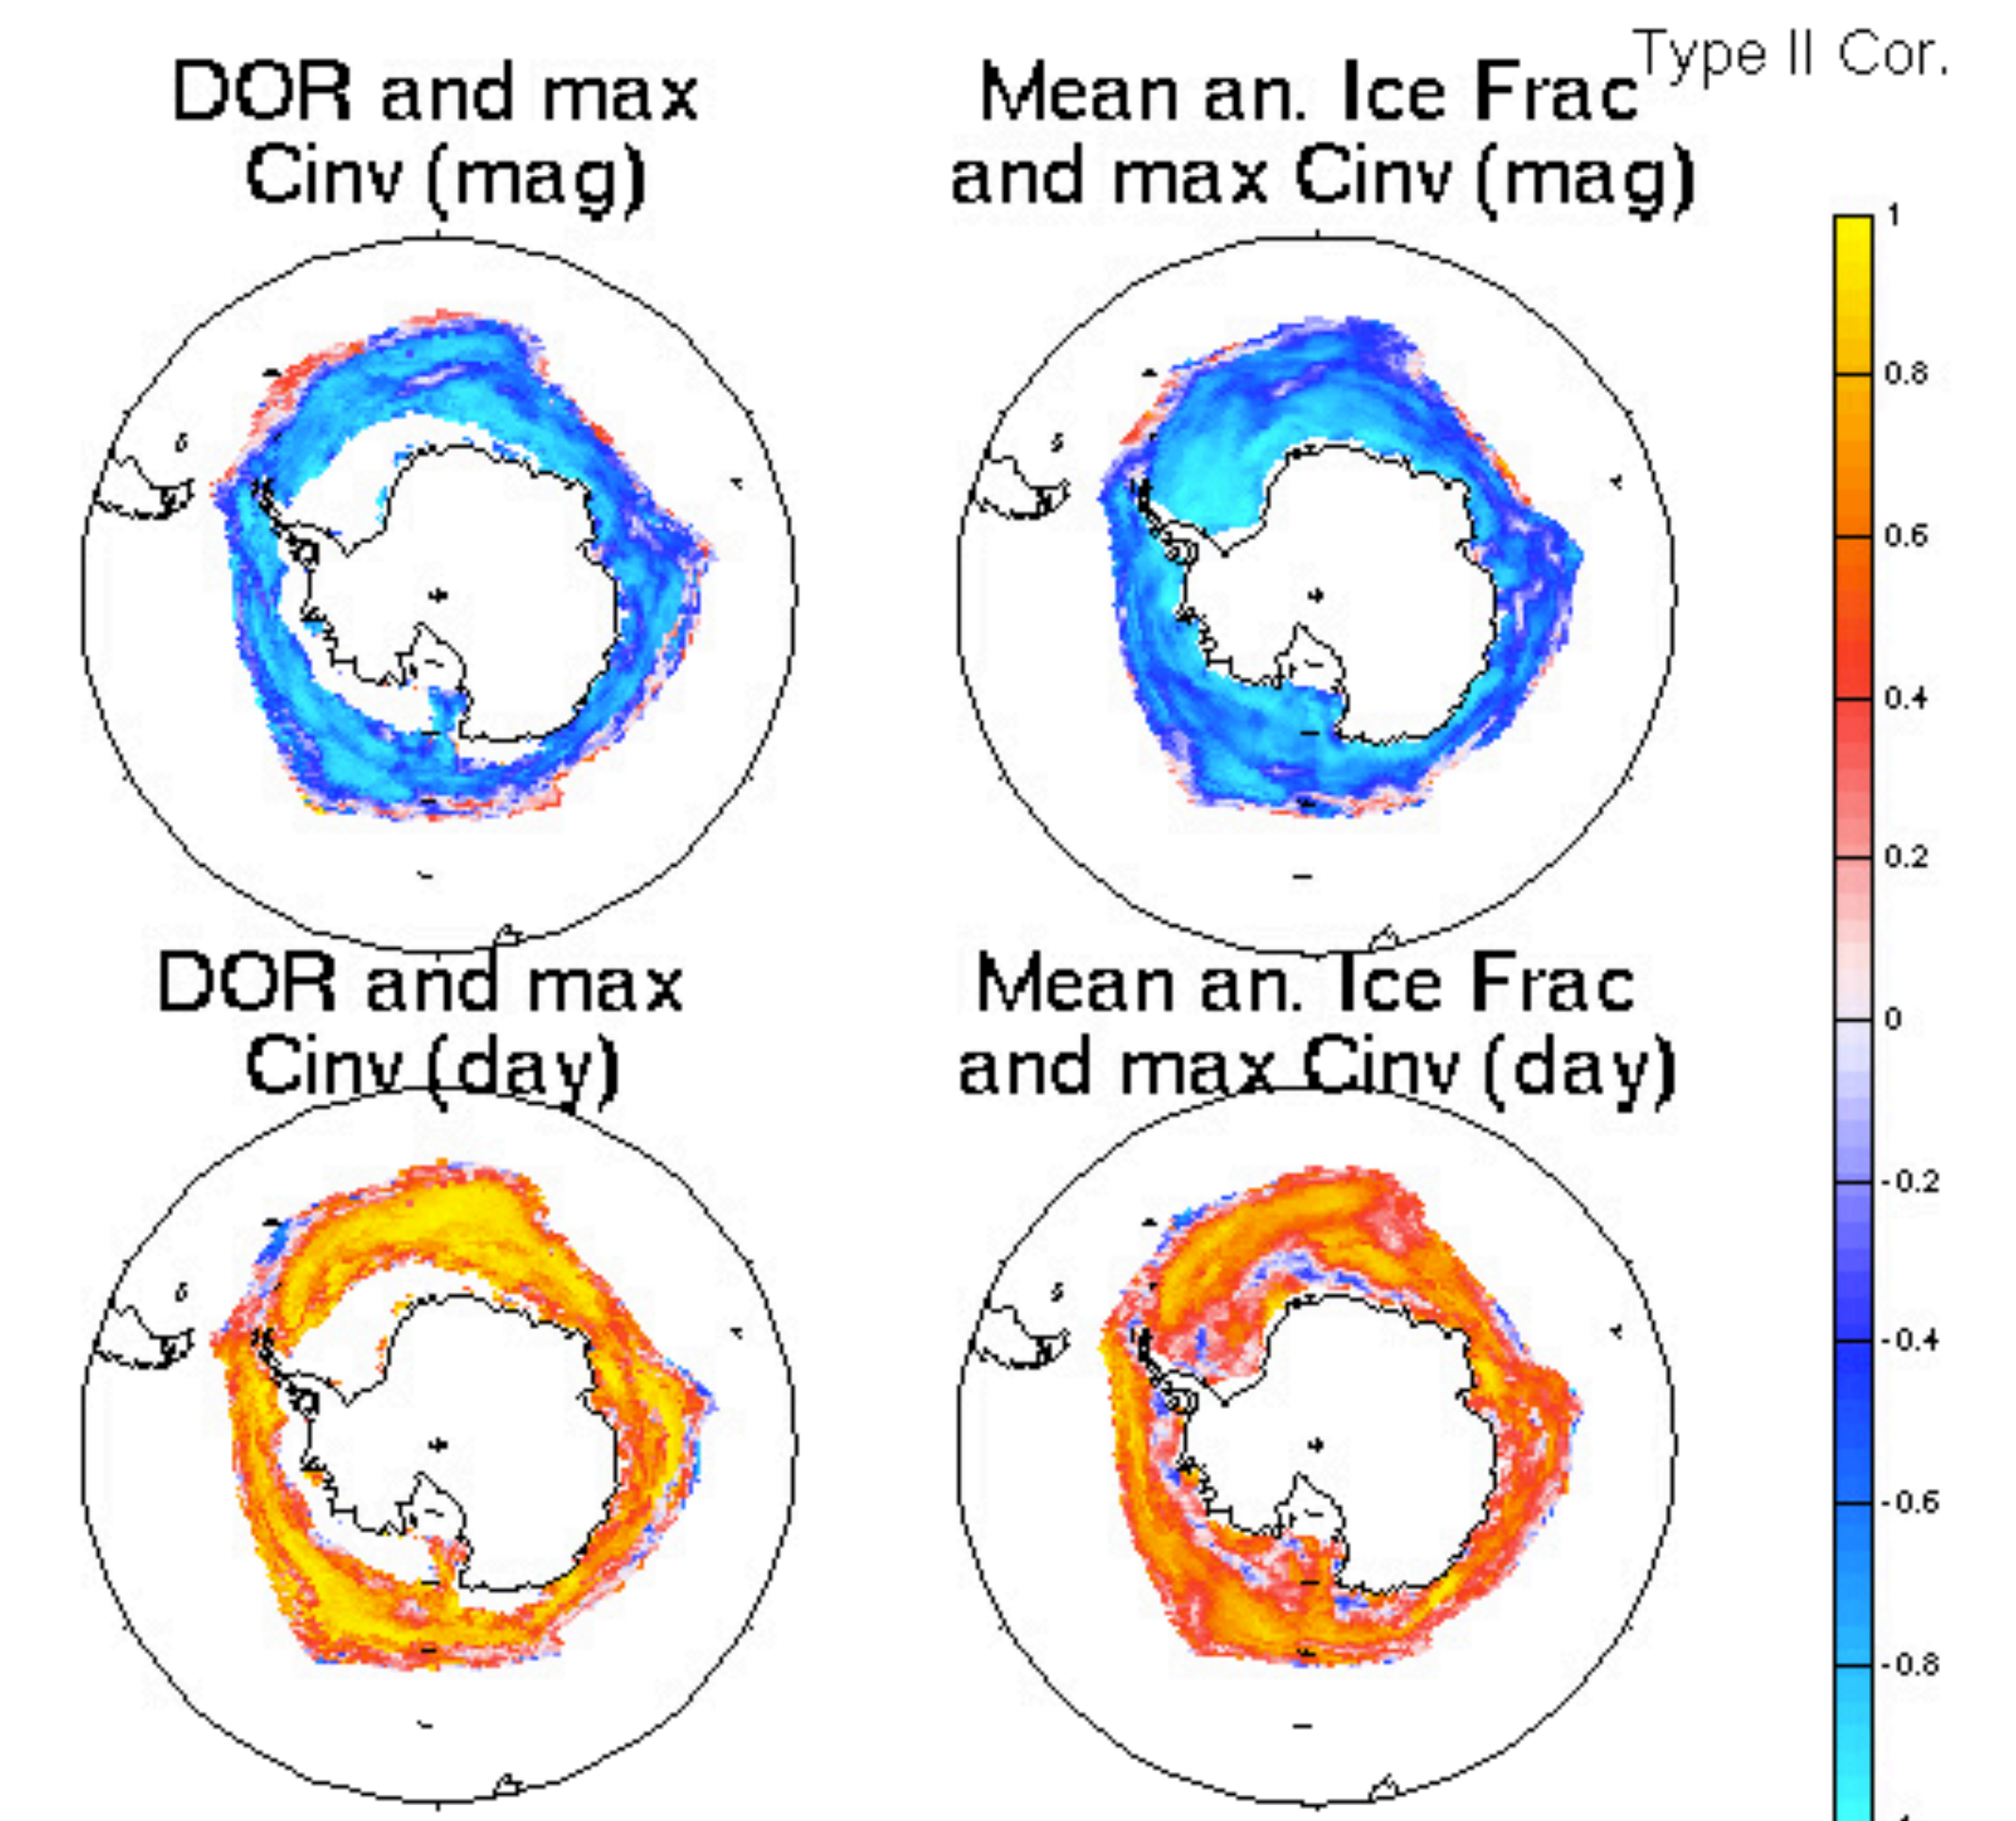 Type II Cor.
DOR and max
Cinv (mag)
Mean an. Ice Frac
and max Cinv (mag)
DOR and max
Cinv (day)
Mean an. Ice Frac
and max Cinv (day)
1
0.8
0.6
0.4
0.2
0
-0.2
-0.4
-0.6
-0.8